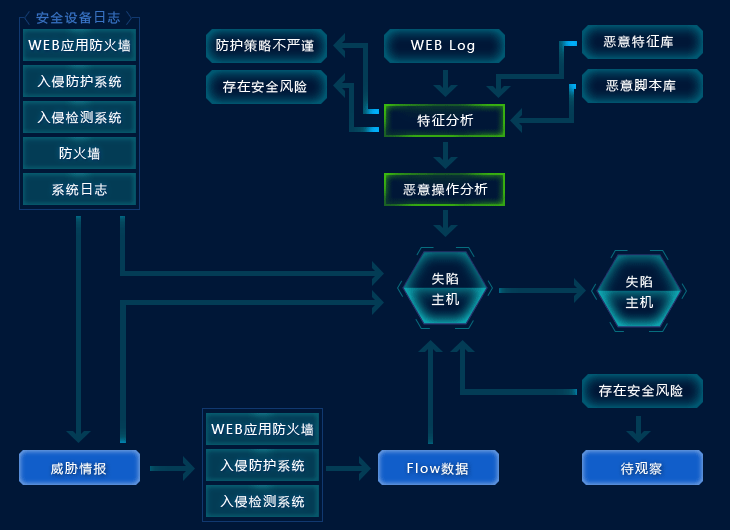 安全设备日志
WEB应用防火墙
入侵防护系统
入侵检测系统
防火墙
系统日志
防护策略不严谨
存在安全风险
WEB Log
恶意特征库
恶意脚本库
特征分析
恶意操作分析
失陷
主机
失陷
主机
存在安全风险
威胁情报
WEB应用防火墙
入侵防护系统
入侵检测系统
Flow数据
待观察